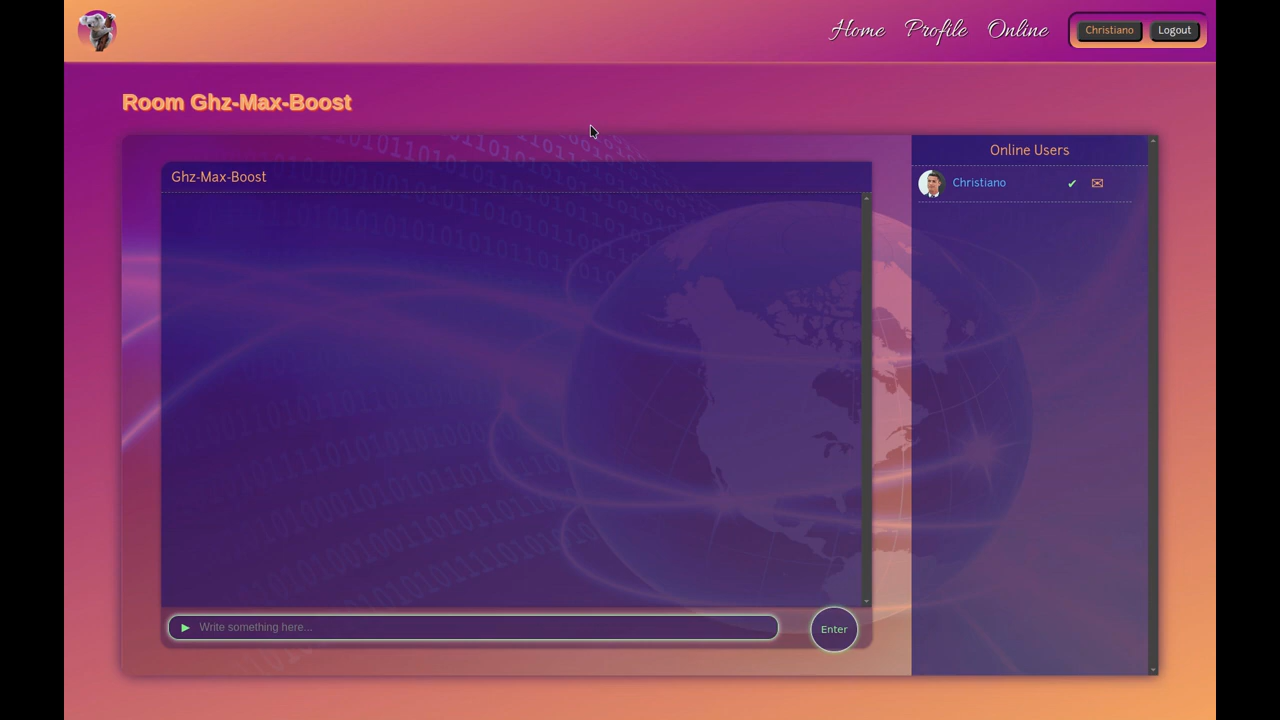 Home Profile Online Christiano Logout
Room Ghz-Max-Boost
Ghz-Max-Boost
Online Users
Christiano ✔ ✉
▶ Write something here...
Enter